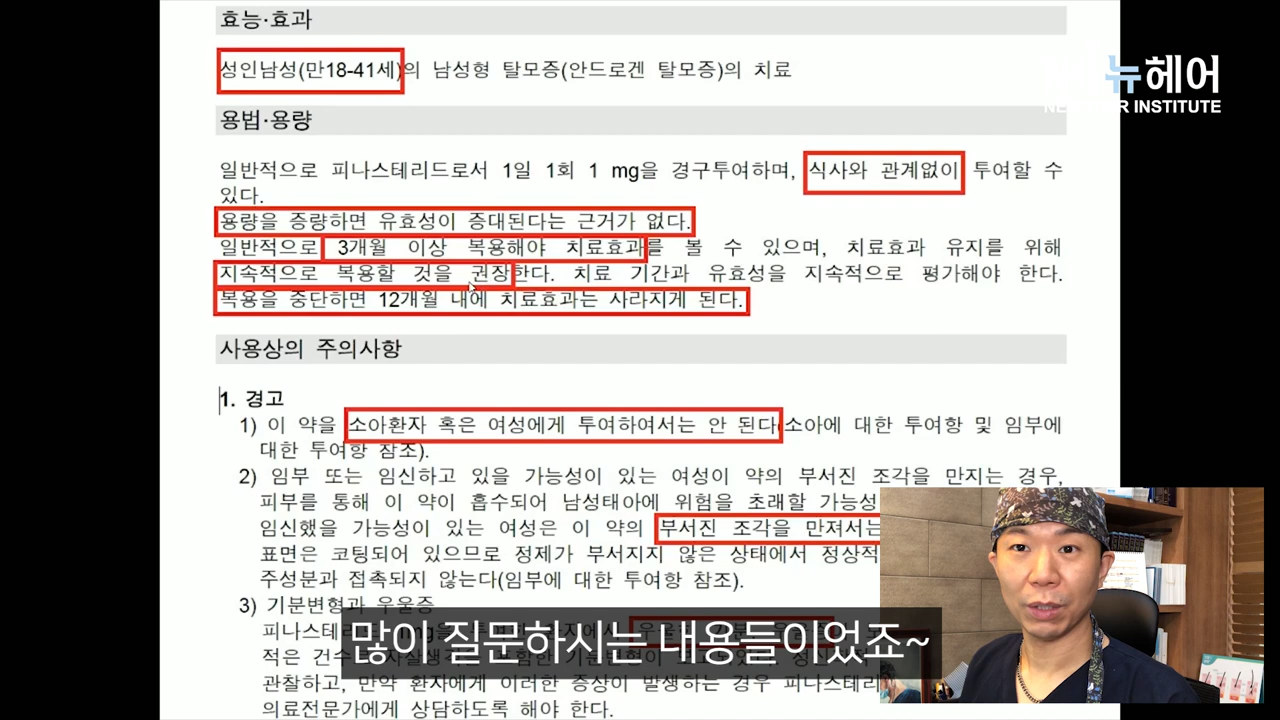 효능·효과
성인남성(만18-41세)의 남성형 탈모증(안드로겐 탈모증)의 치료
뉴헤어
INSTITUTE
용법·용량
일반적으로 피나스테리드로서 1일 1회 1 mg을 경구투여하며, 식사와 관계없이 투여할 수
있다.
용량을 증량하면 유효성이 증대된다는 근거가 없다.
일반적으로 3개월 이상 복용해야 치료효과를 볼 수 있으며, 치료효과 유지를 위해
지속적으로 복용할 것을 권장한다. 치료 기간과 유효성을 지속적으로 평가해야 한다.
복용을 중단하면 12개월 내에 치료효과는 사라지게 된다.
사용상의 주의사항
1. 경고
1) 이 약을 소아환자 혹은 여성에게 투여하여서는 안 된다(소아에 대한 투여항 및 임부에
대한 투여항 참조).
2) 임부 또는 임신하고 있을 가능성이 있는 여성이 약의 부서진 조각을 만지는 경우,
피부를 통해 이 약이 흡수되어 남성태아에 위험을 초래할 가능성
임신했을 가능성이 있는 여성은 이 약의 부서진 조각을 만져서는
표면은 코팅되어 있으므로 정제가 부서지지 않은 상태에서 정상적
주성분과 접촉되지 않는다(임부에 대한 투여항 참조).
3) 기분변형과 우울증
피나스테리
적은 건수
관찰하고, 만약 환자에게 이러한 증상이 발생하는 경우 피나스테리
의료전문가에게 상담하도록 해야 한다.
많이 질문하시는 내용들이었죠~